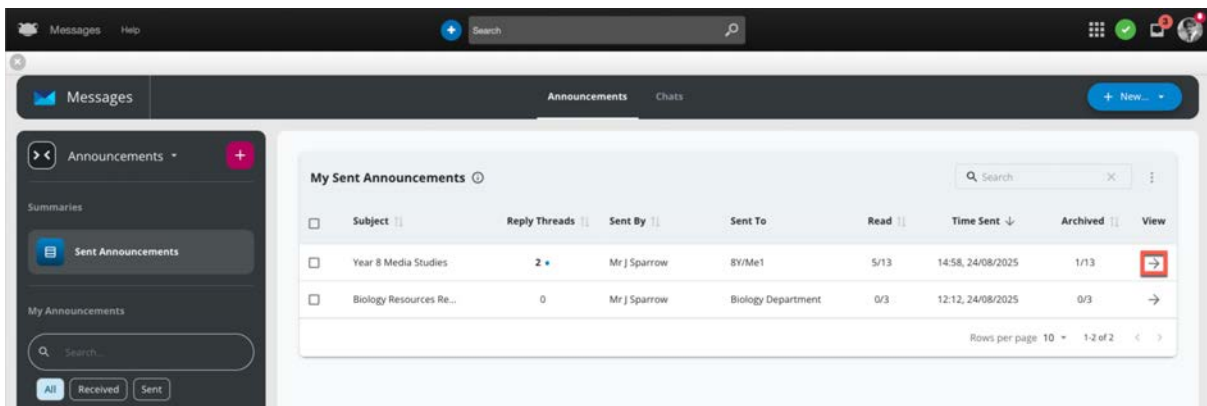 Messages Help Search 3
Messages Announcements Chats + New...
Announcements +
My Sent Announcements Search
Summaries
Subject Reply Threads Sent By Sent To Read Time Sent Archived View
Sent Announcements
Year 8 Media Studies 2 Mr J Sparrow 8Y/Me1 5/13 14:58, 24/08/2025 1/13
Biology Resources Re... 0 Mr J Sparrow Biology Department 0/3 12:12, 24/08/2025 0/3
My Announcements
Rows per page 10 1-2 of 2
Search...
All Received Sent